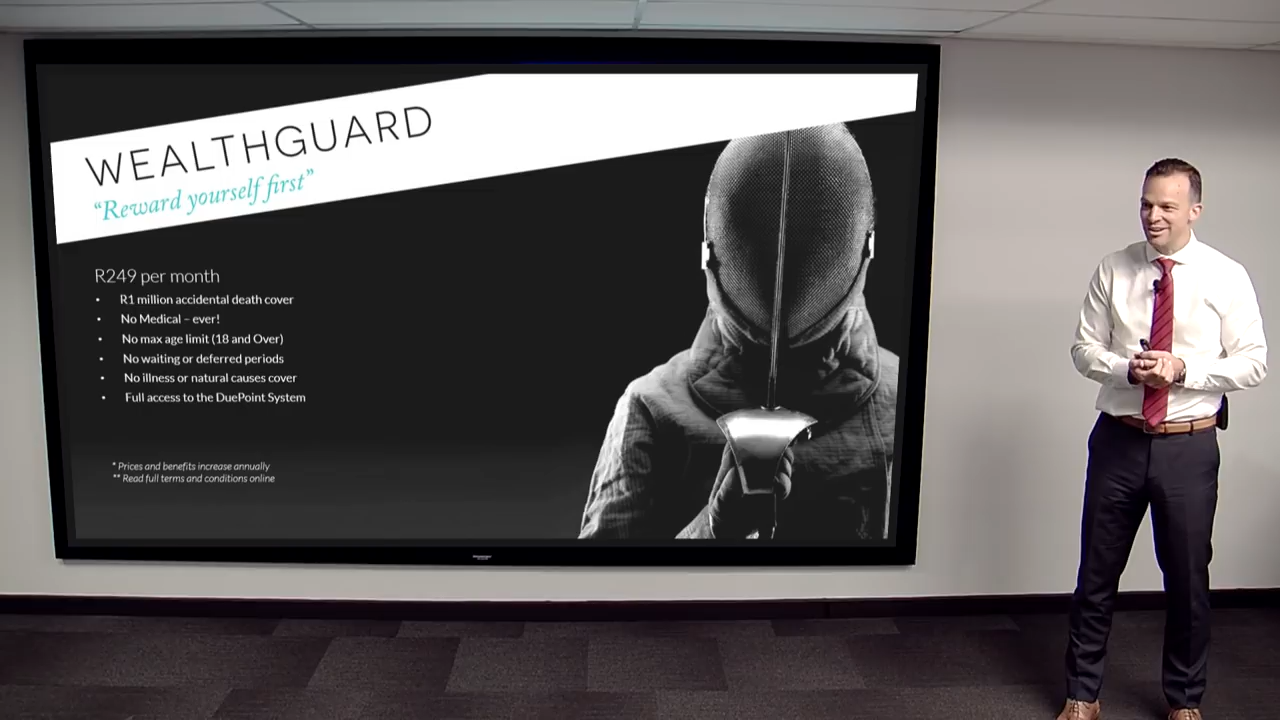 WEALTHGUARD
“Reward yourself first”
R249 per month
• R1 million accidental death cover
• No Medical – ever!
• No max age limit (18 and Over)
• No waiting or deferred periods
• No illness or natural causes cover
• Full access to the DuePoint System
* Prices and benefits increase annually
** Read full terms and conditions online